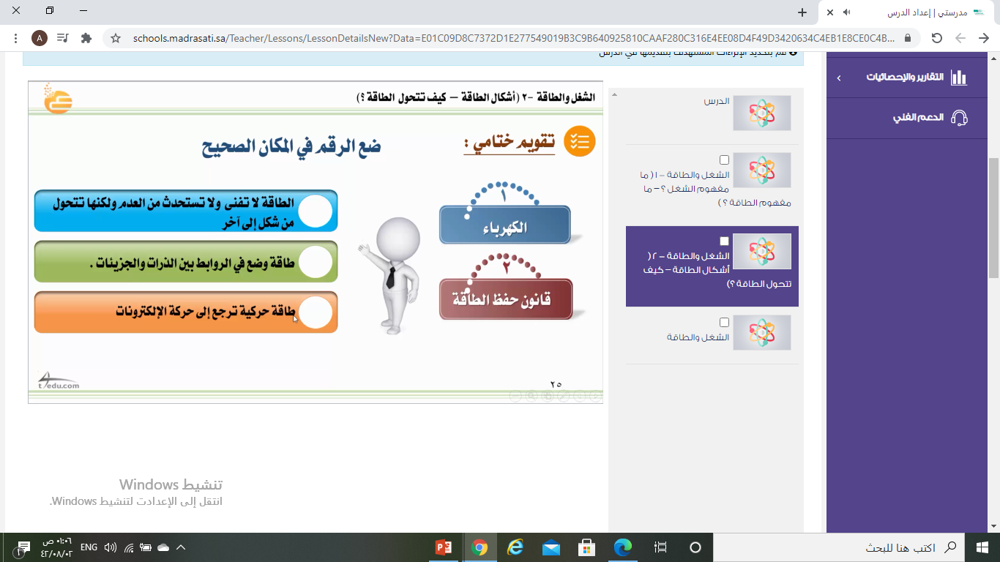 مدرستي | إعداد الدرس
A
schools.madrasati.sa/Teacher/Lessons/LessonDetailsNew?Data=E01C09D8C7372D1E277549019B3C9B640925810CAAF280C316E4EE08D4F49D3420634C4EB1E8CE0C4B...
قم بتحديد الإثراءات المستهدف بتقديمها في الدرس
التقارير والإحصائيات
الدعم الفني
الدرس
الشغل والطاقة - ١( ما
مفهوم الشغل ؟ – ما
مفهوم الطاقة ؟ )
الشغل والطاقة - ٢(
أشكال الطاقة – كيف
تتحول الطاقة ؟)
الشغل والطاقة
الشغل والطاقة -٢ (أشكال الطاقة – كيف تتحول الطاقة ؟)
تقويم ختامي :
ضع الرقم في المكان الصحيح
١
الكهرباء
٢
قانون حفظ الطاقة
الطاقة لا تفنى ولا تستحدث من العدم ولكنها تتحول
من شكل إلى آخر
طاقة وضع في الروابط بين الذرات والجزيئات .
طاقة حركية ترجع إلى حركة الإلكترونات
t4edu.com
٢٥
تنشيط Windows
انتقل إلى الإعدادات لتنشيط Windows.
اكتب هنا للبحث
ENG
٠١:٠٦ ص
٤٢/٠٨/٠٢
١